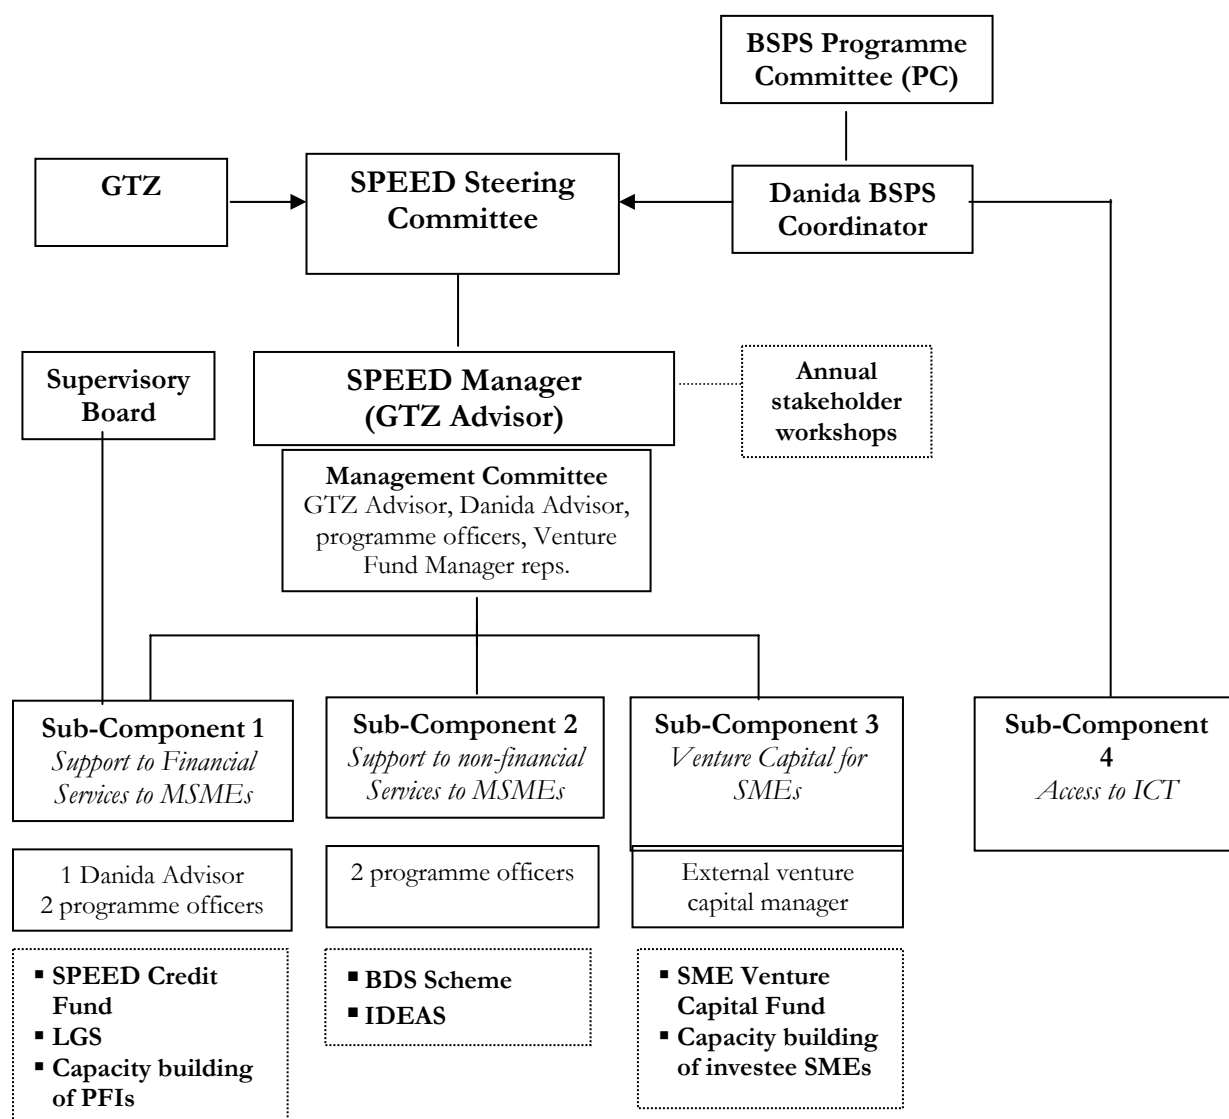 BSPS Programme
Committee (PC)
GTZ
SPEED Steering
Committee
Danida BSPS
Coordinator
Supervisory
Board
SPEED Manager
(GTZ Advisor)
Annual
stakeholder
workshops
Management Committee
GTZ Advisor, Danida Advisor,
programme officers, Venture
Fund Manager reps.
Sub-Component 1
Support to Financial
Services to MSMEs
Sub-Component 2
Support to non-financial
Services to MSMEs
Sub-Component 3
Venture Capital for
SMEs
Sub-Component
4
Access to ICT
1 Danida Advisor
2 programme officers
2 programme officers
External venture
capital manager
▪ SPEED Credit
Fund
▪ LGS
▪ Capacity building
of PFIs
▪ BDS Scheme
▪ IDEAS
▪ SME Venture
Capital Fund
▪ Capacity building
of investee SMEs